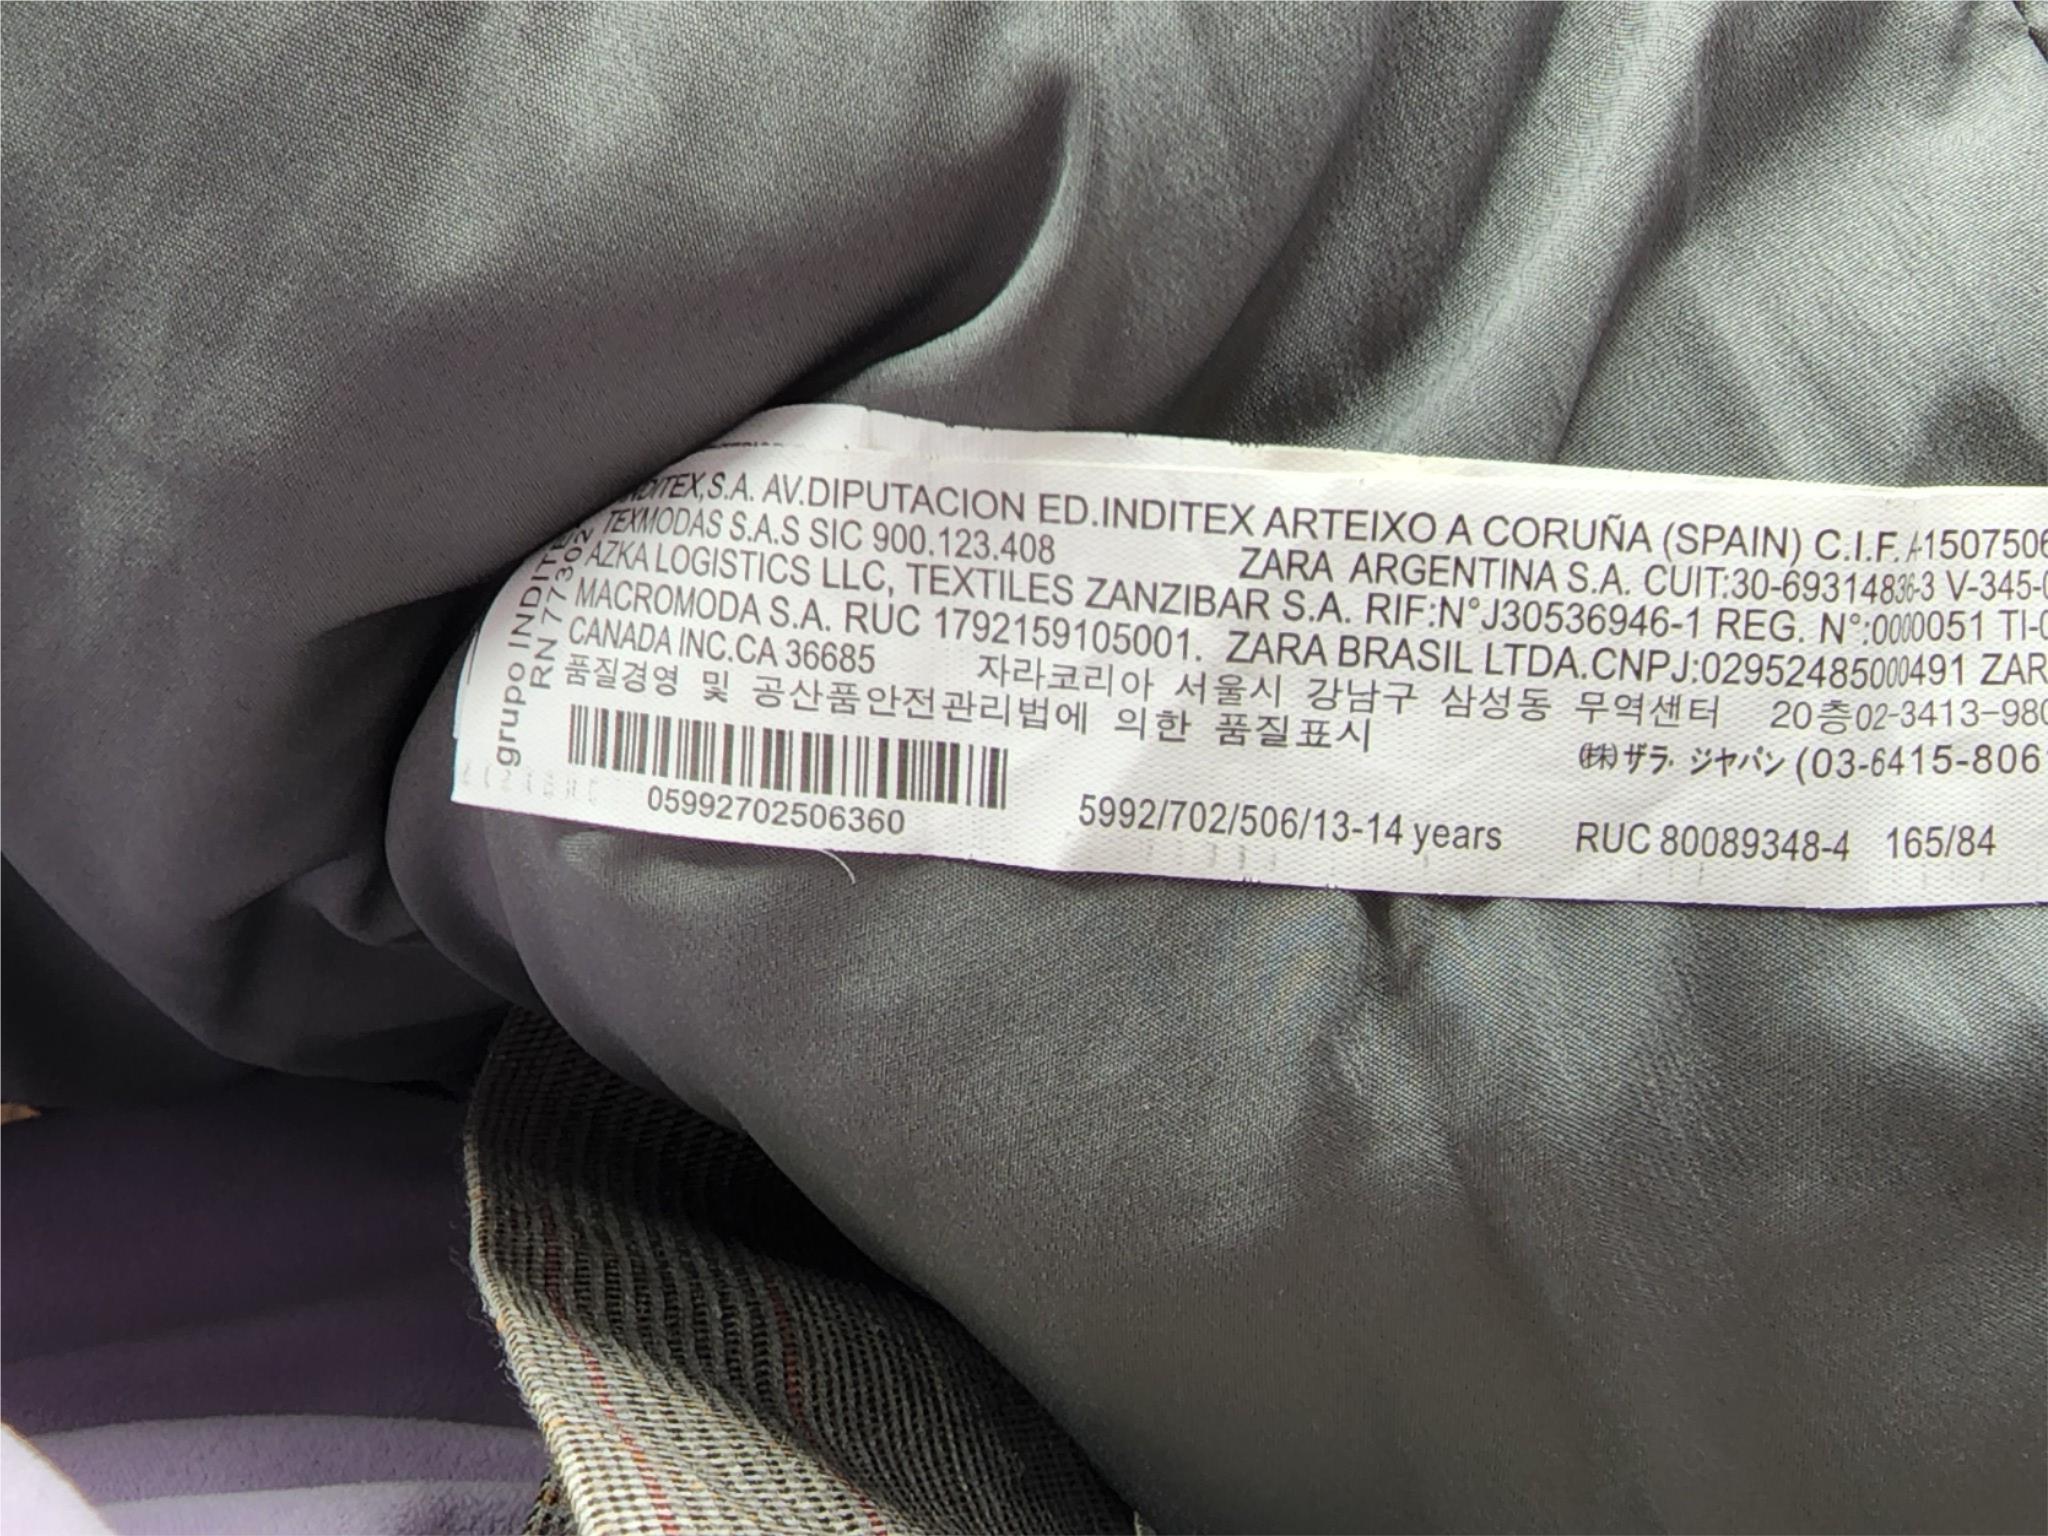 INDITEX,S.A. AV.DIPUTACION ED.INDITEX ARTEIXO A CORUÑA (SPAIN) C.I.F. A-1507506
TEXMODAS S.A.S SIC 900.123.408 ZARA ARGENTINA S.A. CUIT:30-69314836-3 V-345-0
AZKA LOGISTICS LLC, TEXTILES ZANZIBAR S.A. RIF:N°J30536946-1 REG. N°:0000051 TI-0
MACROMODA S.A. RUC 1792159105001. ZARA BRASIL LTDA.CNPJ:02952485000491 ZAR
CANADA INC.CA 36685 자라코리아 서울시 강남구 삼성동 무역센터 20층02-3413-980
품질경영 및 공산품안전관리법에 의한 품질표시
㈱ザラ・ジャパン(03-6415-806
05992702506360 5992/702/506/13-14 years RUC 80089348-4 165/84
grupo INDITE
RN 77302